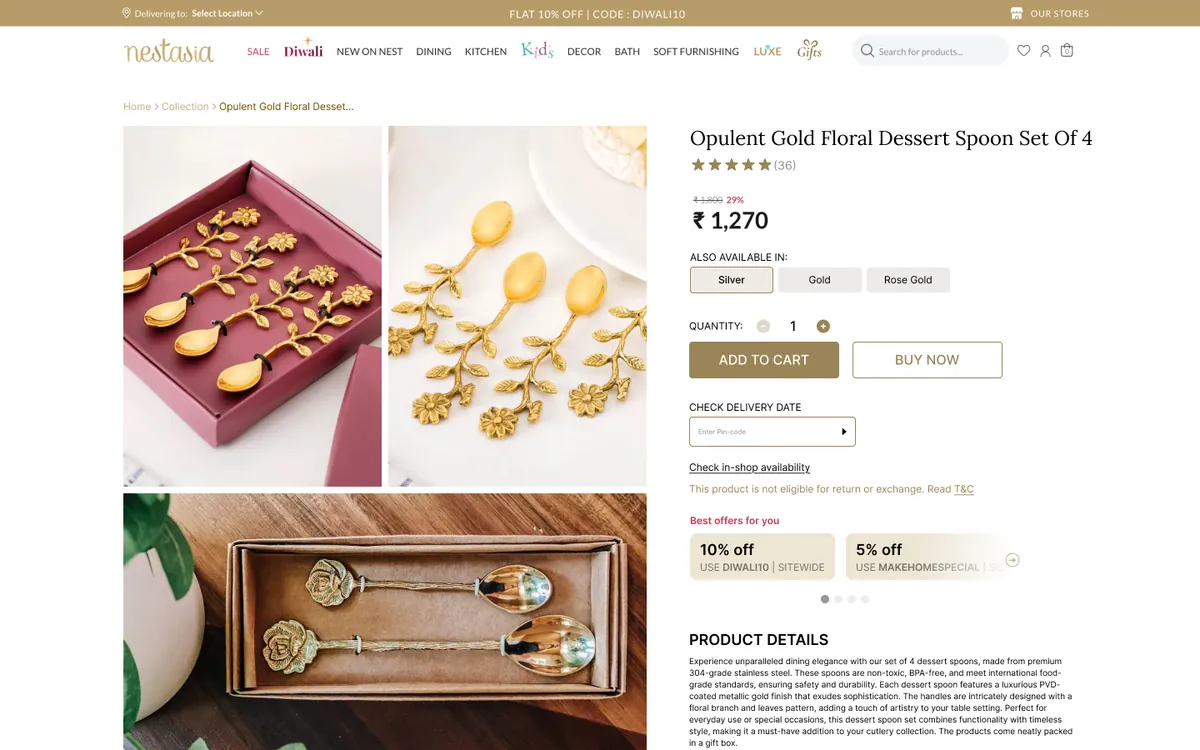 Delivering to: Select Location
FLAT 10% OFF | CODE : DIWALI10
OUR STORES
nestasia
SALE
Diwali
NEW ON NEST
DINING
KITCHEN
Kids
DECOR
BATH
SOFT FURNISHING
LUXE
Gifts
Search for products...
0
Home > Collection > Opulent Gold Floral Desset...
Opulent Gold Floral Dessert Spoon Set Of 4
(36)
₹ 1,800 29%
₹ 1,270
ALSO AVAILABLE IN:
Silver
Gold
Rose Gold
QUANTITY: − 1 +
ADD TO CART
BUY NOW
CHECK DELIVERY DATE
Enter Pin-code
Check in-shop availability
This product is not eligible for return or exchange. Read T&C
Best offers for you
10% off
USE DIWALI10 | SITEWIDE
5% off
USE MAKEHOMESPECIAL |
PRODUCT DETAILS
Experience unparalleled dining elegance with our set of 4 dessert spoons, made from premium
304-grade stainless steel. These spoons are non-toxic, BPA-free, and meet international food-
grade standards, ensuring safety and durability. Each dessert spoon features a luxurious PVD-
coated metallic gold finish that exudes sophistication. The handles are intricately designed with a
floral branch and leaves pattern, adding a touch of artistry to your table setting. Perfect for
everyday use or special occasions, this dessert spoon set combines functionality with timeless
style, making it a must-have addition to your cutlery collection. The products come neatly packed
in a gift box.